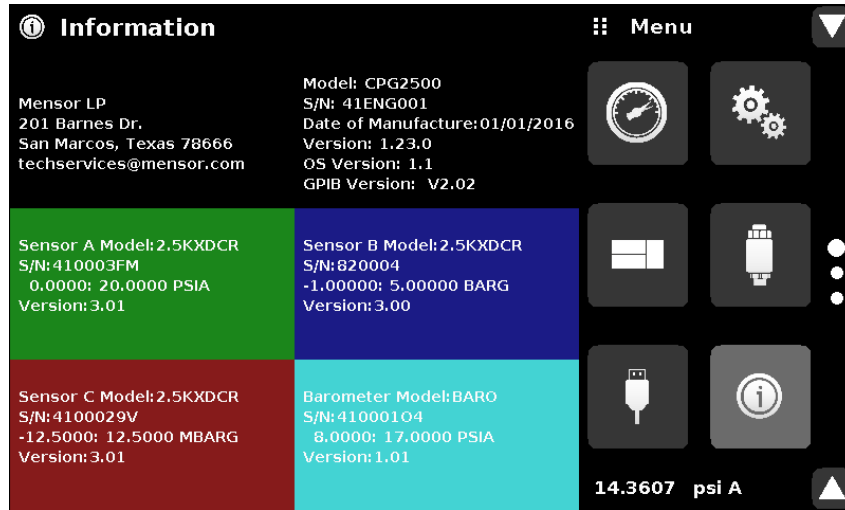 Information
Menu
Mensor LP
201 Barnes Dr.
San Marcos, Texas 78666
techservices@mensor.com
Model: CPG2500
S/N: 41ENG001
Date of Manufacture:01/01/2016
Version: 1.23.0
OS Version: 1.1
GPIB Version: V2.02
Sensor A Model:2.5KXDCR
S/N:410003FM
0.0000: 20.0000 PSIA
Version:3.01
Sensor B Model:2.5KXDCR
S/N:820004
-1.00000: 5.00000 BARG
Version:3.00
Sensor C Model:2.5KXDCR
S/N:4100029V
-12.5000: 12.5000 MBARG
Version:3.01
Barometer Model:BARO
S/N:410001O4
8.0000: 17.0000 PSIA
Version:1.01
14.3607 psi A